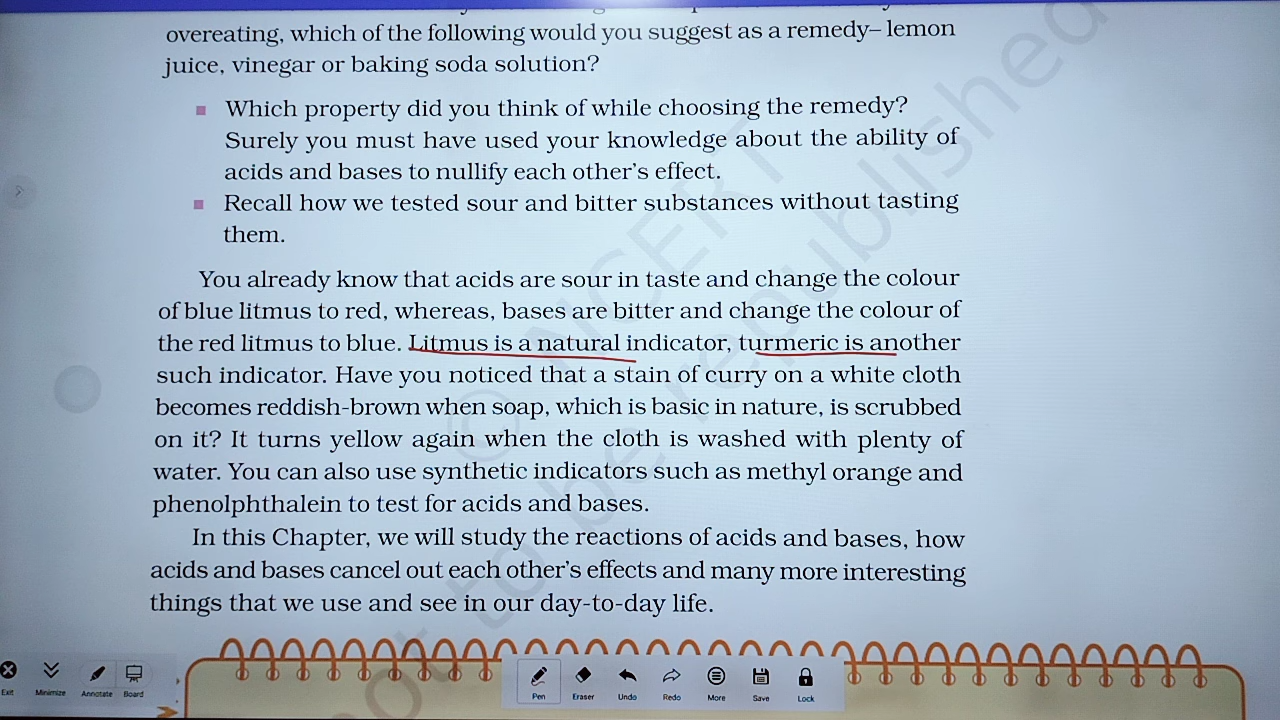 overeating, which of the following would you suggest as a remedy– lemon
juice, vinegar or baking soda solution?
Which property did you think of while choosing the remedy?
Surely you must have used your knowledge about the ability of
acids and bases to nullify each other's effect.
Recall how we tested sour and bitter substances without tasting
them.
You already know that acids are sour in taste and change the colour
of blue litmus to red, whereas, bases are bitter and change the colour of
the red litmus to blue. Litmus is a natural indicator, turmeric is another
such indicator. Have you noticed that a stain of curry on a white cloth
becomes reddish-brown when soap, which is basic in nature, is scrubbed
on it? It turns yellow again when the cloth is washed with plenty of
water. You can also use synthetic indicators such as methyl orange and
phenolphthalein to test for acids and bases.
In this Chapter, we will study the reactions of acids and bases, how
acids and bases cancel out each other's effects and many more interesting
things that we use and see in our day-to-day life.
© NCERT
not to be republished
Exit Minimize Annotate Board Pen Eraser Undo Redo More Save Lock